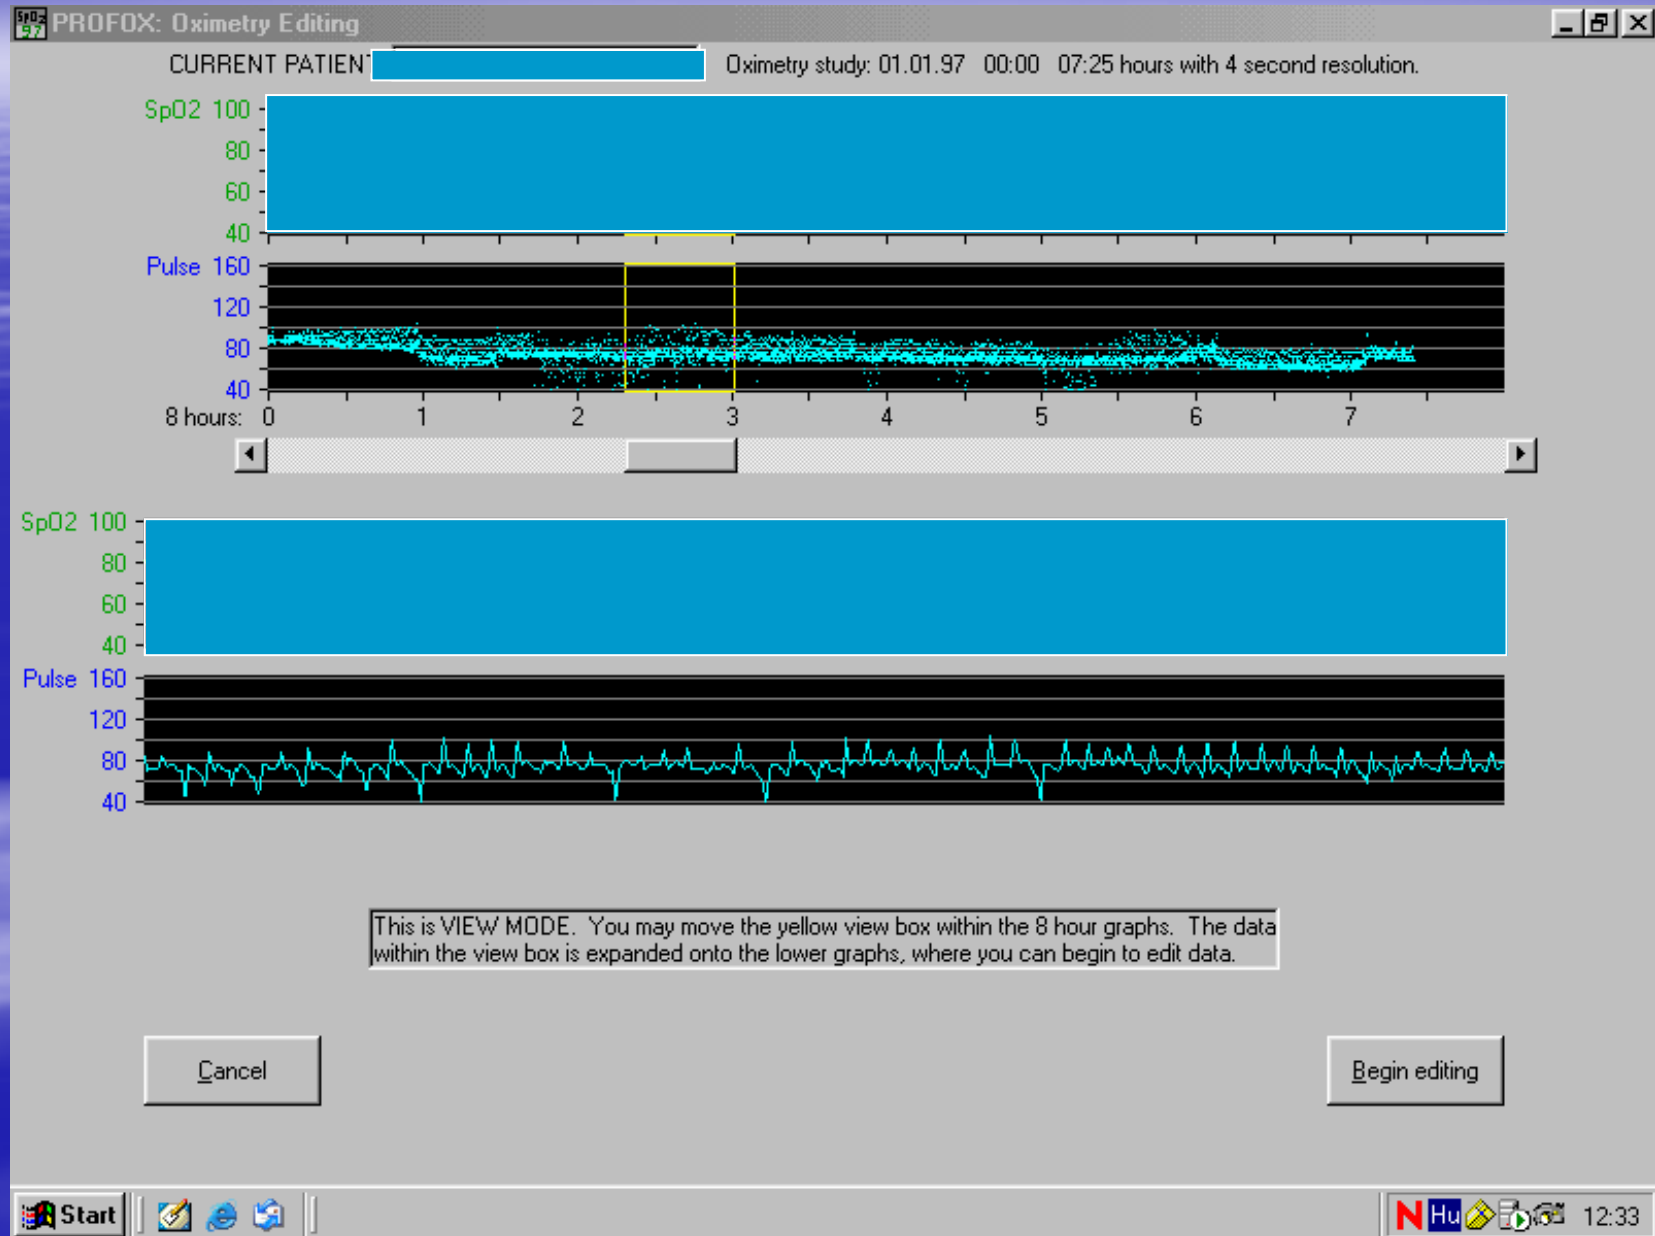 SpO2 97 PROFOX: Oximetry Editing
CURRENT PATIENT Oximetry study: 01.01.97 00:00 07:25 hours with 4 second resolution.
SpO2 100
80
60
40
Pulse 160
120
80
40
8 hours: 0 1 2 3 4 5 6 7
SpO2 100
80
60
40
Pulse 160
120
80
40
This is VIEW MODE. You may move the yellow view box within the 8 hour graphs. The data
within the view box is expanded onto the lower graphs, where you can begin to edit data.
Cancel Begin editing
Start N Hu 12:33